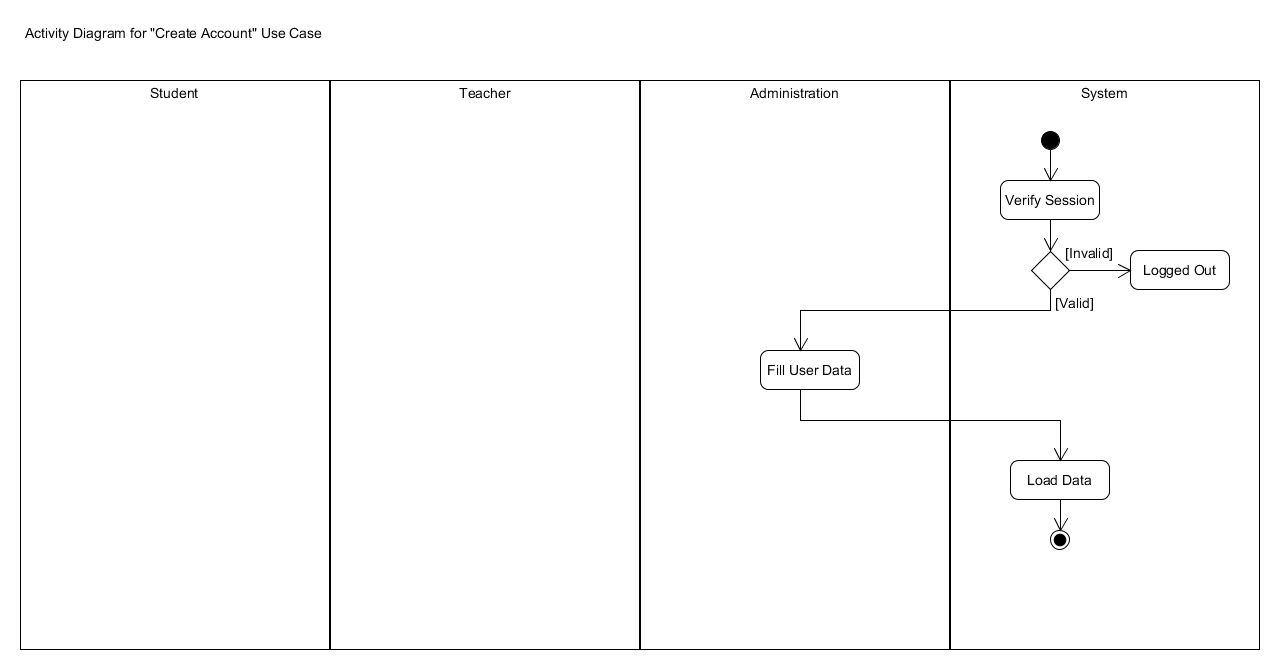 Activity Diagram for "Create Account" Use Case
Student
Teacher
Administration
System
Verify Session
[Invalid]
Logged Out
[Valid]
Fill User Data
Load Data